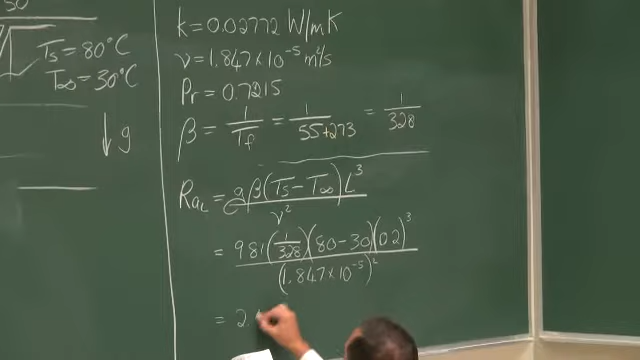 50
Ts = 80°C
T∞ = 30°C
↓ g
k = 0.02772 W/mK
ν = 1.847×10⁻⁵ m²/s
Pr = 0.7215
β = 1/Tf = 1/(55+273) = 1/328
Ra_L = gβ(Ts − T∞)L³/ν²
= 9.81(1/328)(80−30)(0.2)³/(1.847×10⁻⁵)²
= 2.